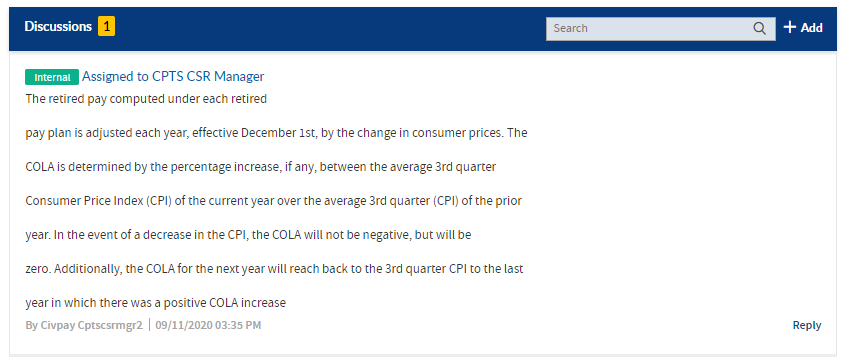 Discussions 1 Search + Add
Internal Assigned to CPTS CSR Manager
The retired pay computed under each retired
pay plan is adjusted each year, effective December 1st, by the change in consumer prices. The
COLA is determined by the percentage increase, if any, between the average 3rd quarter
Consumer Price Index (CPI) of the current year over the average 3rd quarter (CPI) of the prior
year. In the event of a decrease in the CPI, the COLA will not be negative, but will be
zero. Additionally, the COLA for the next year will reach back to the 3rd quarter CPI to the last
year in which there was a positive COLA increase
By Civpay Cptscsrmgr2 | 09/11/2020 03:35 PM Reply